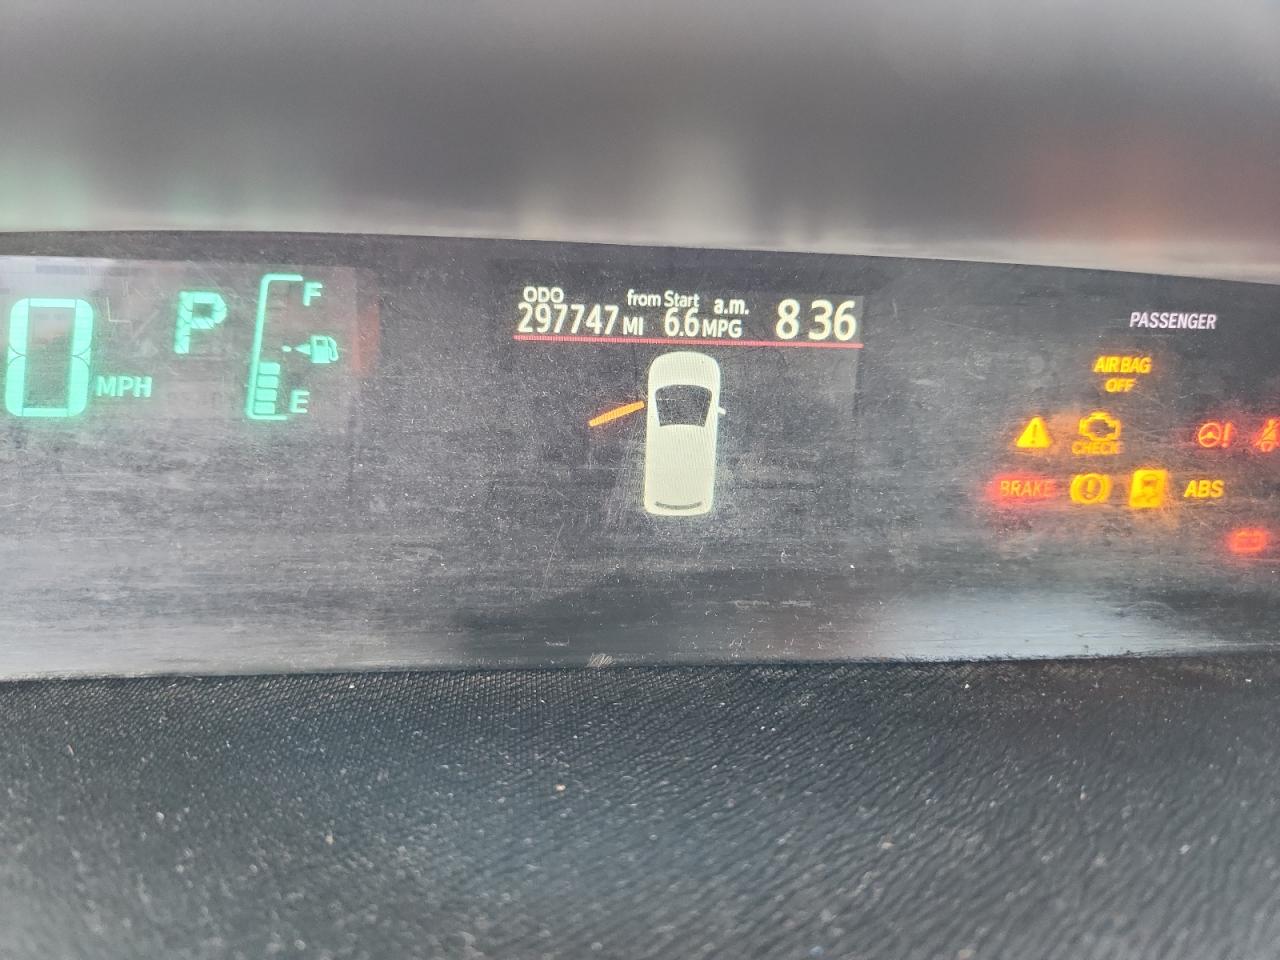 0 MPH
P
F
E
ODO from Start a.m.
297747 MI 6.6 MPG 8 36
PASSENGER
AIR BAG
OFF
CHECK
BRAKE ABS